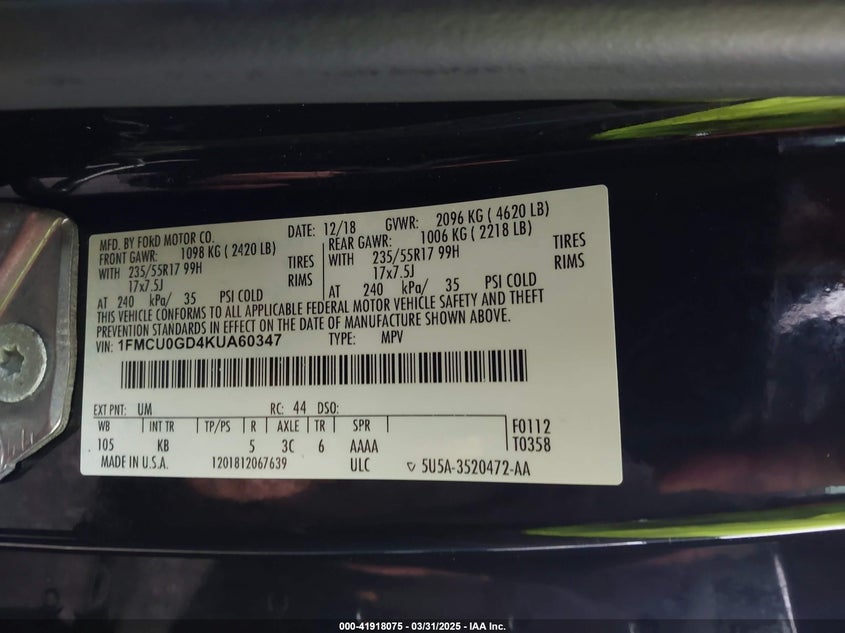 MFD. BY FORD MOTOR CO. DATE: 12/18 GVWR: 2096 KG ( 4620 LB)
FRONT GAWR: 1098 KG ( 2420 LB) REAR GAWR: 1006 KG ( 2218 LB)
WITH 235/55R17 99H TIRES WITH 235/55R17 99H TIRES
17x7.5J RIMS 17x7.5J RIMS
AT 240 kPa/ 35 PSI COLD AT 240 kPa/ 35 PSI COLD
THIS VEHICLE CONFORMS TO ALL APPLICABLE FEDERAL MOTOR VEHICLE SAFETY AND THEFT
PREVENTION STANDARDS IN EFFECT ON THE DATE OF MANUFACTURE SHOWN ABOVE.
VIN: 1FMCU0GD4KUA60347 TYPE: MPV
EXT PNT: UM RC: 44 DSO:
WB INT TR TP/PS R AXLE TR SPR F0112
105 KB 5 3C 6 AAAA T0358
MADE IN U.S.A. 1201812067639 ULC 5U5A-3520472-AA
000-41918075 — 03/31/2025 — IAA Inc.